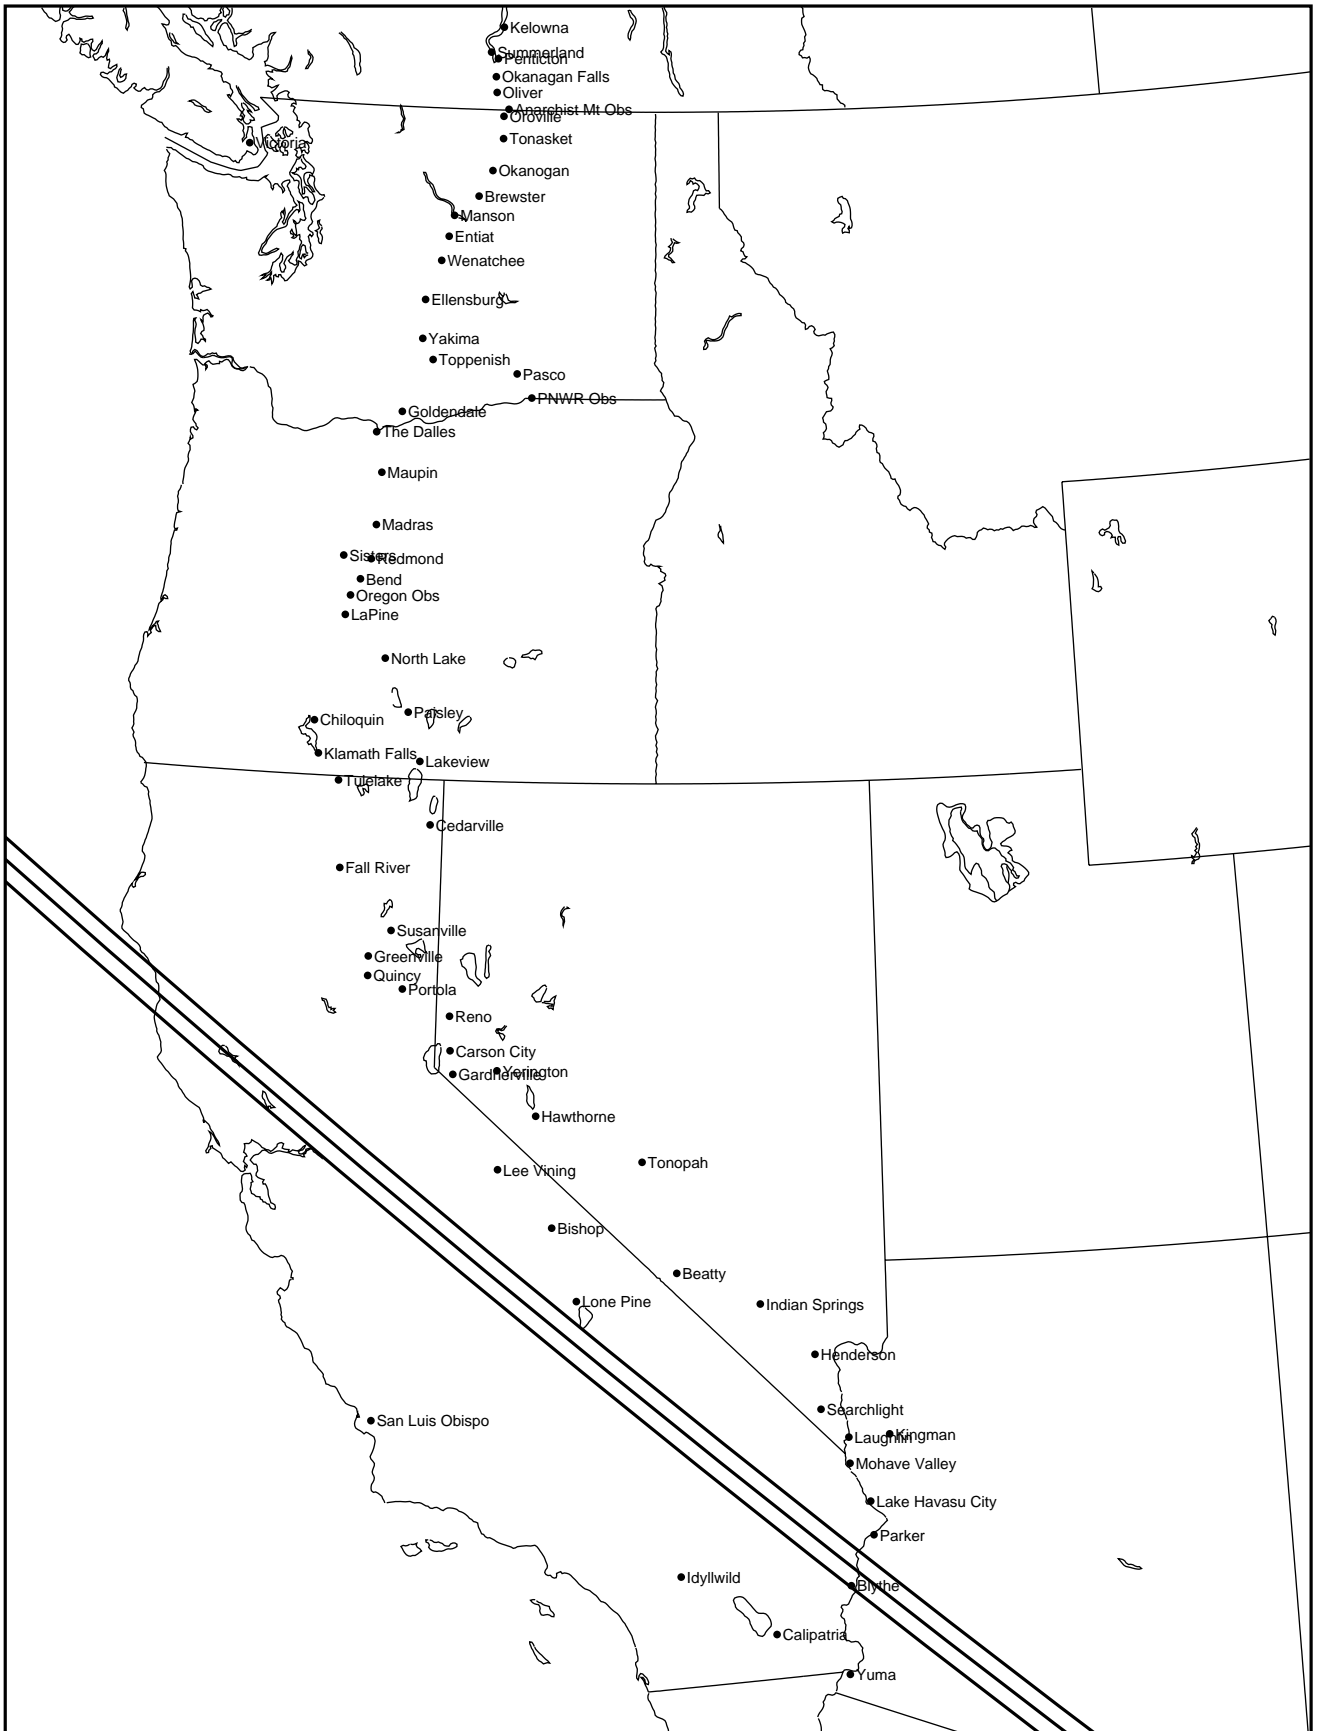 Kelowna
Summerland
Penticton
Okanagan Falls
Oliver
Anarchist Mt Obs
Oroville
Tonasket
Victoria
Okanogan
Brewster
Manson
Entiat
Wenatchee
Ellensburg
Yakima
Toppenish
Pasco
PNWR Obs
Goldendale
The Dalles
Maupin
Madras
Sisters
Redmond
Bend
Oregon Obs
LaPine
North Lake
Paisley
Chiloquin
Klamath Falls
Lakeview
Tulelake
Cedarville
Fall River
Susanville
Greenville
Quincy
Portola
Reno
Carson City
Yerington
Gardnerville
Hawthorne
Tonopah
Lee Vining
Bishop
Beatty
Lone Pine
Indian Springs
Henderson
Searchlight
San Luis Obispo
Kingman
Laughlin
Mohave Valley
Lake Havasu City
Parker
Idyllwild
Blythe
Calipatria
Yuma